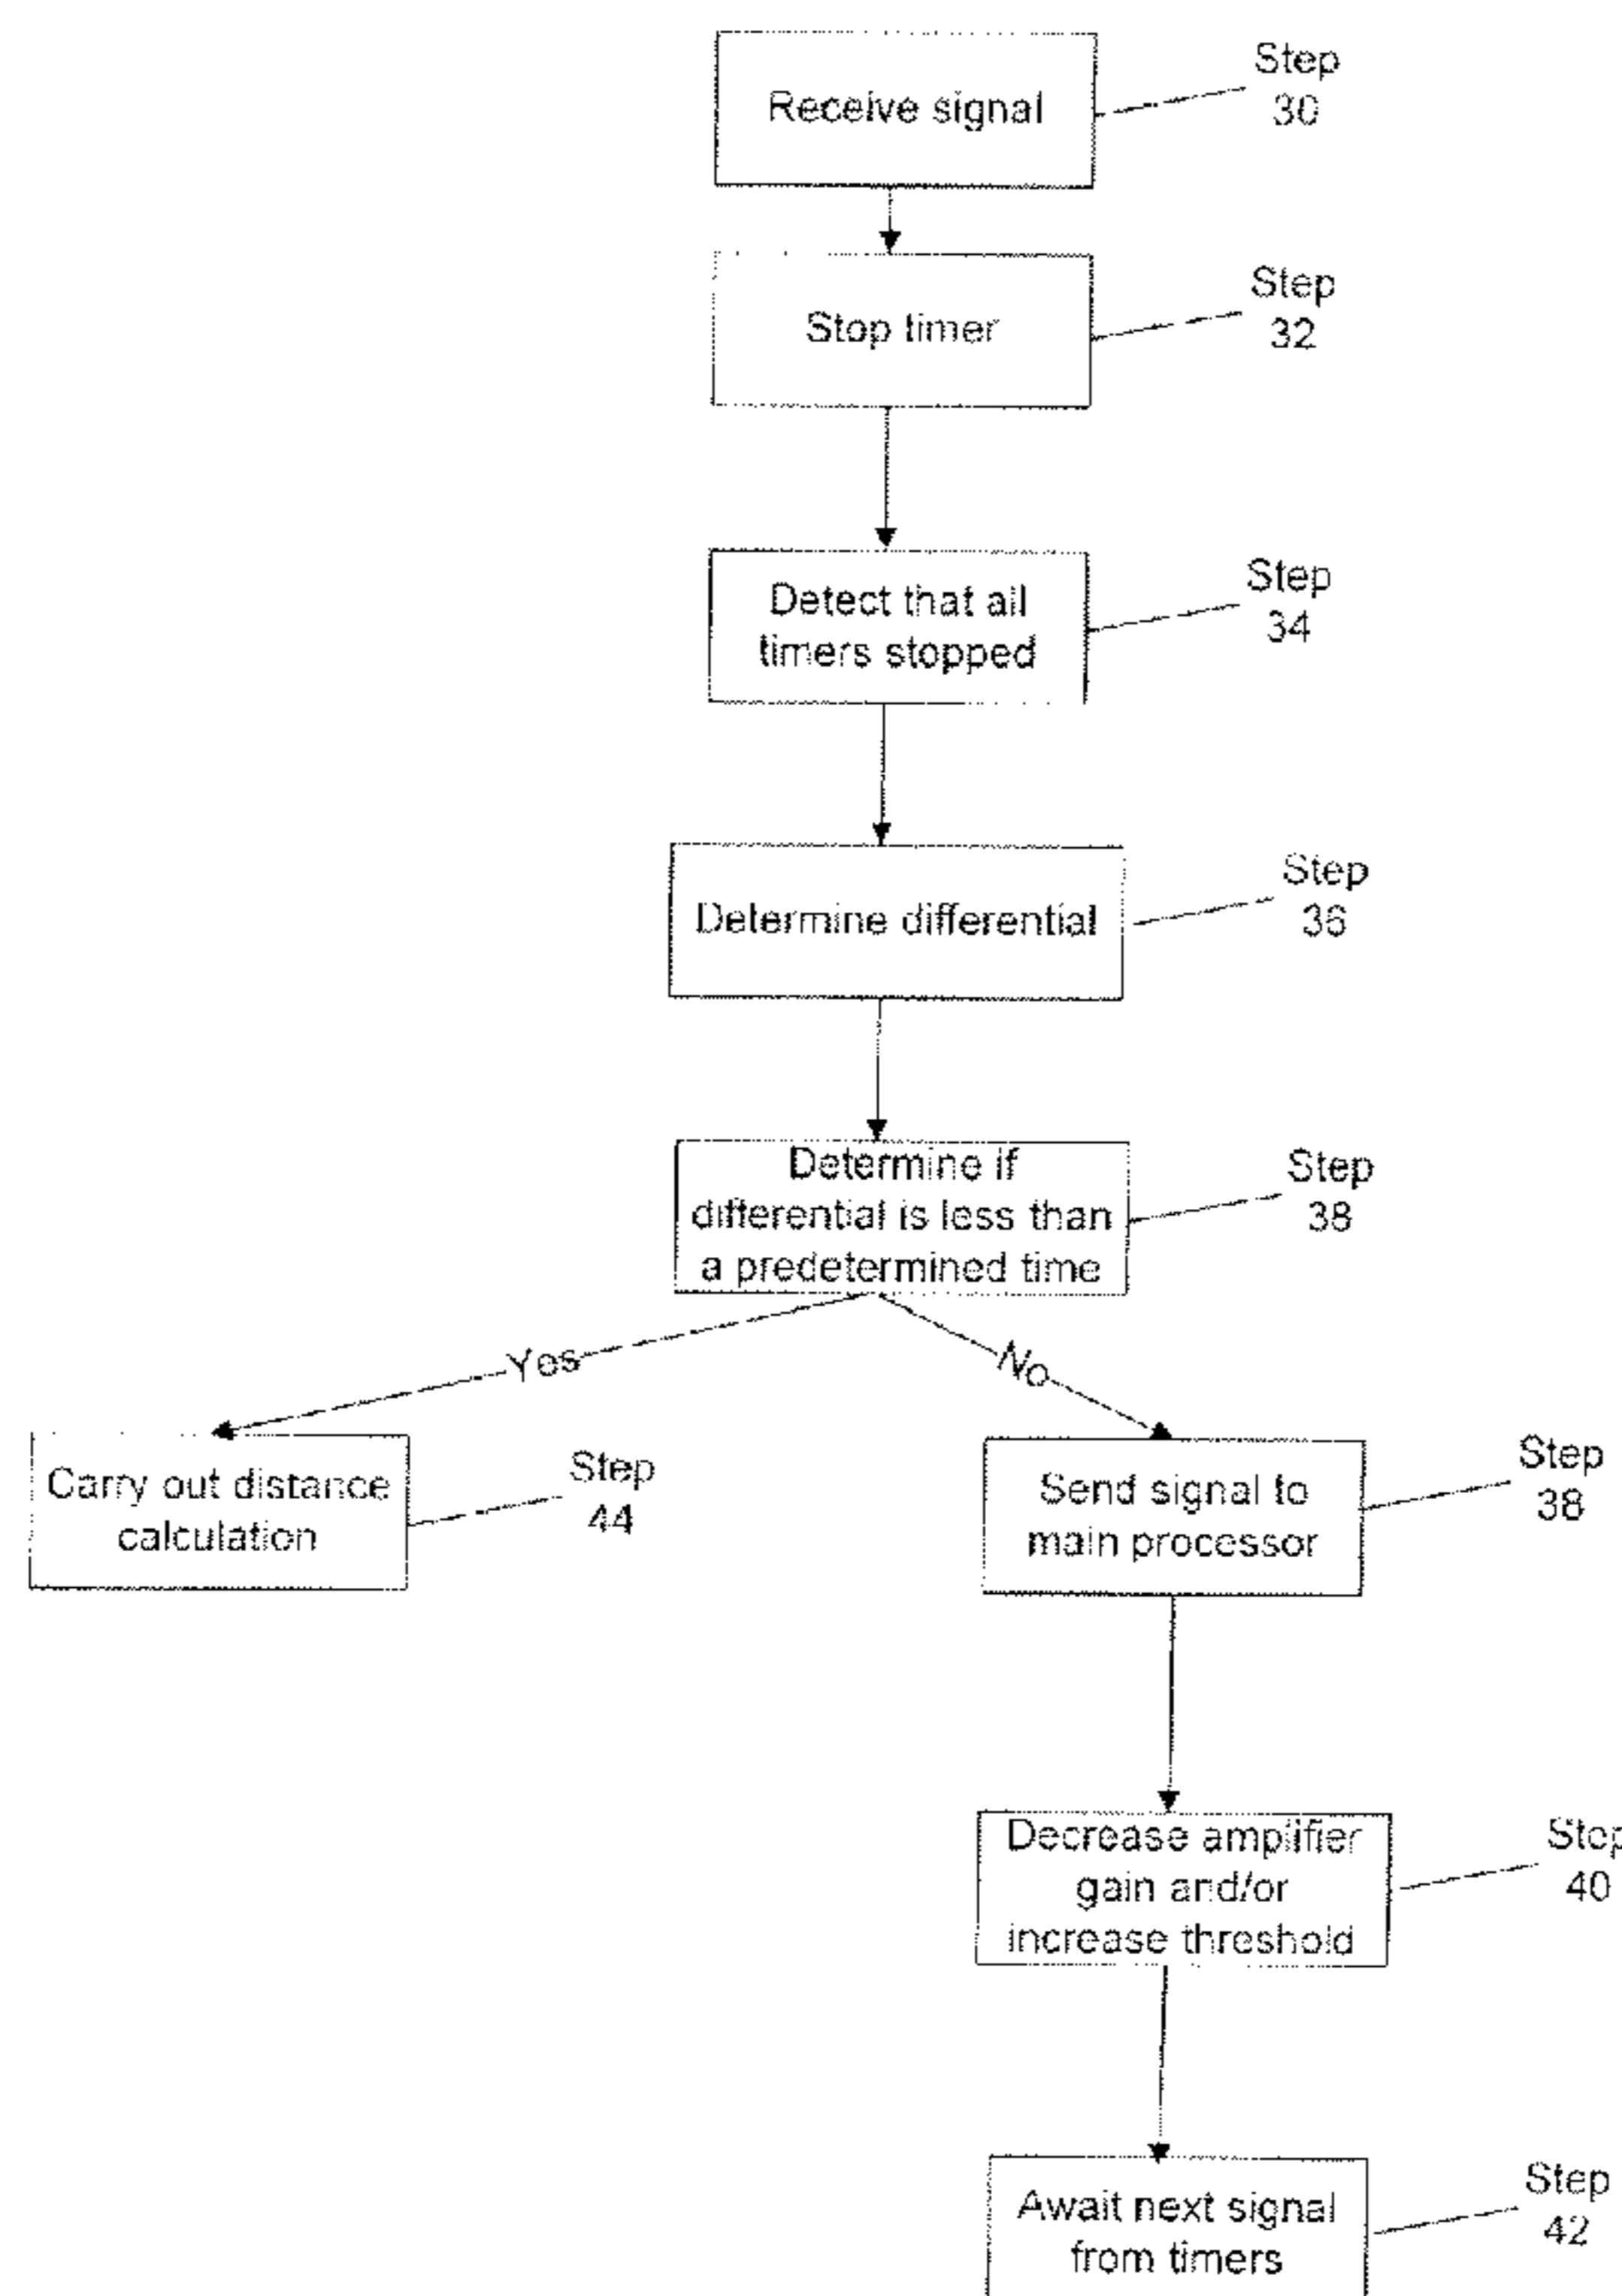 Receive signal
Step
30
Stop timer
Step
32
Detect that all
timers stopped
Step
34
Determine differential
Step
36
Determine if
differential is less than
a predetermined time
Step
38
Yes
No
Carry out distance
calculation
Step
44
Send signal to
main processor
Step
38
Decrease amplifier
gain and/or
increase threshold
Step
40
Await next signal
from timers
Step
42